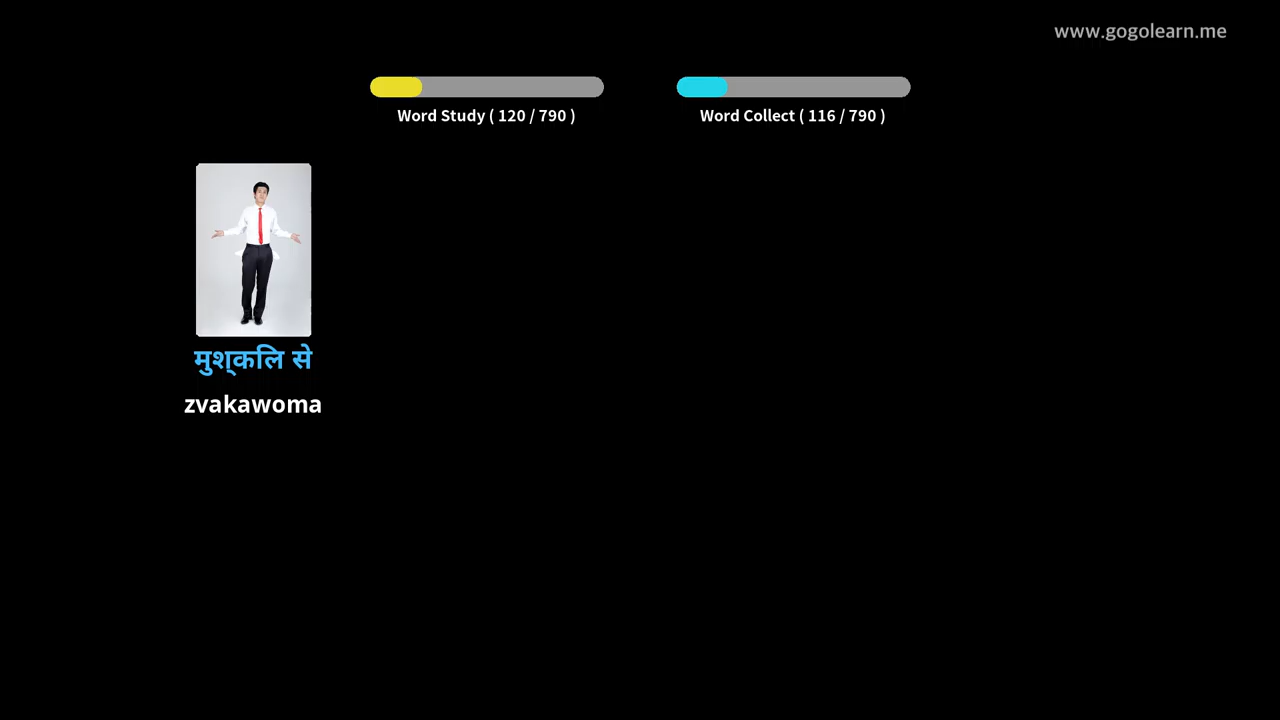 www.gogolearn.me
Word Study ( 120 / 790 )
Word Collect ( 116 / 790 )
मुश्कलि से
zvakawoma